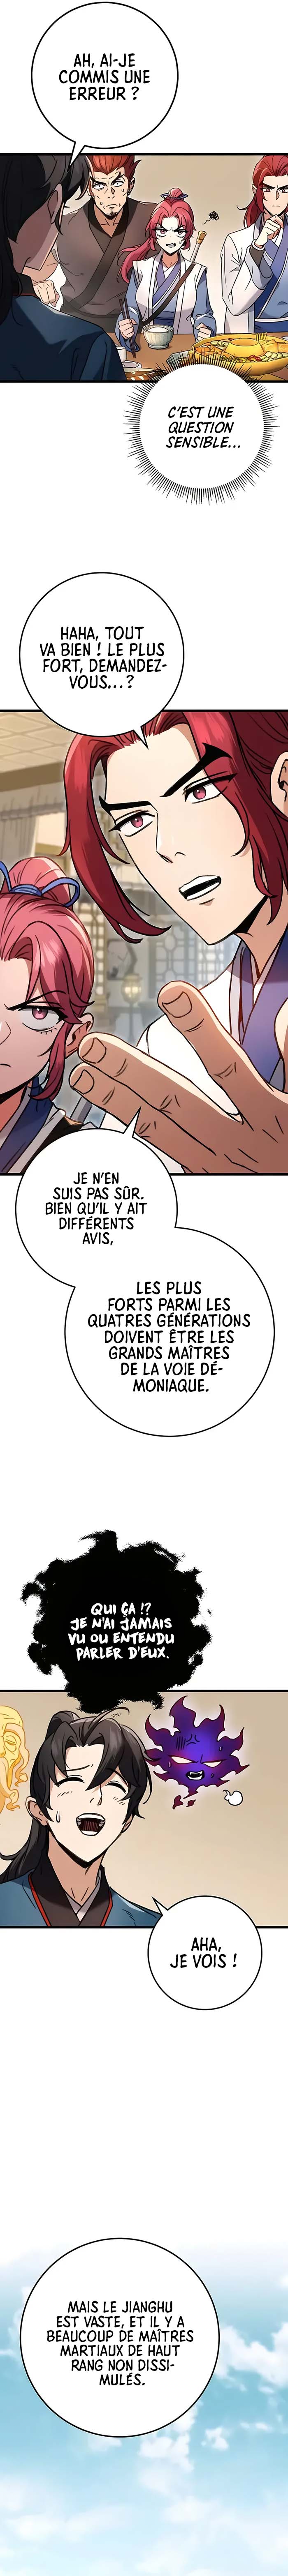 AH, AI-JE
COMMIS UNE
ERREUR ?
C'EST UNE
QUESTION
SENSIBLE...
HAHA, TOUT
VA BIEN ! LE PLUS
FORT, DEMANDEZ-
VOUS...?
JE N'EN
SUIS PAS SÛR.
BIEN QU'IL Y AIT
DIFFÉRENTS
AVIS,
LES PLUS
FORTS PARMI LES
QUATRES GÉNÉRATIONS
DOIVENT ÊTRE LES
GRANDS MAÎTRES
DE LA VOIE DÉ-
MONIAQUE.
QUI ÇA !?
JE N'AI JAMAIS
VU OU ENTENDU
PARLER D'EUX.
AHA,
JE VOIS !
MAIS LE JIANGHU
EST VASTE, ET IL Y A
BEAUCOUP DE MAÎTRES
MARTIAUX DE HAUT
RANG NON DISSI-
MULÉS.